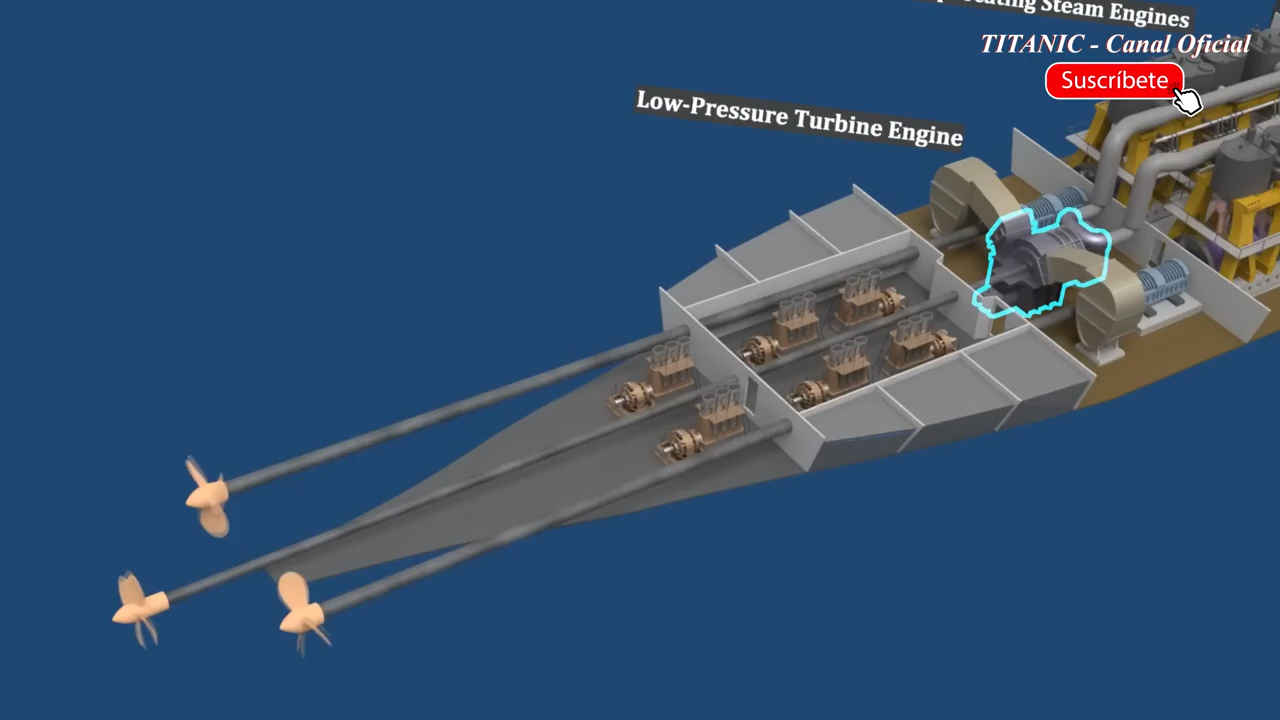 Steam Engines
TITANIC - Canal Oficial
Suscríbete
Low-Pressure Turbine Engine